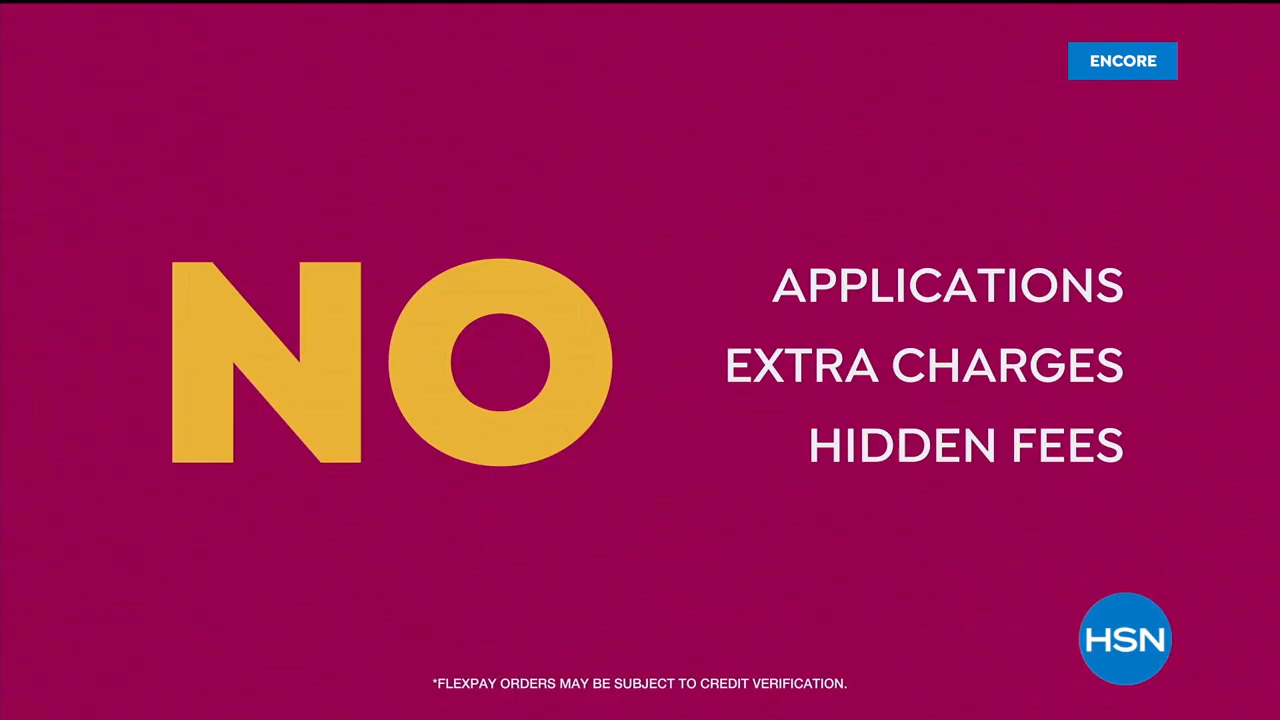 ENCORE
NO
APPLICATIONS
EXTRA CHARGES
HIDDEN FEES
HSN
*FLEXPAY ORDERS MAY BE SUBJECT TO CREDIT VERIFICATION.